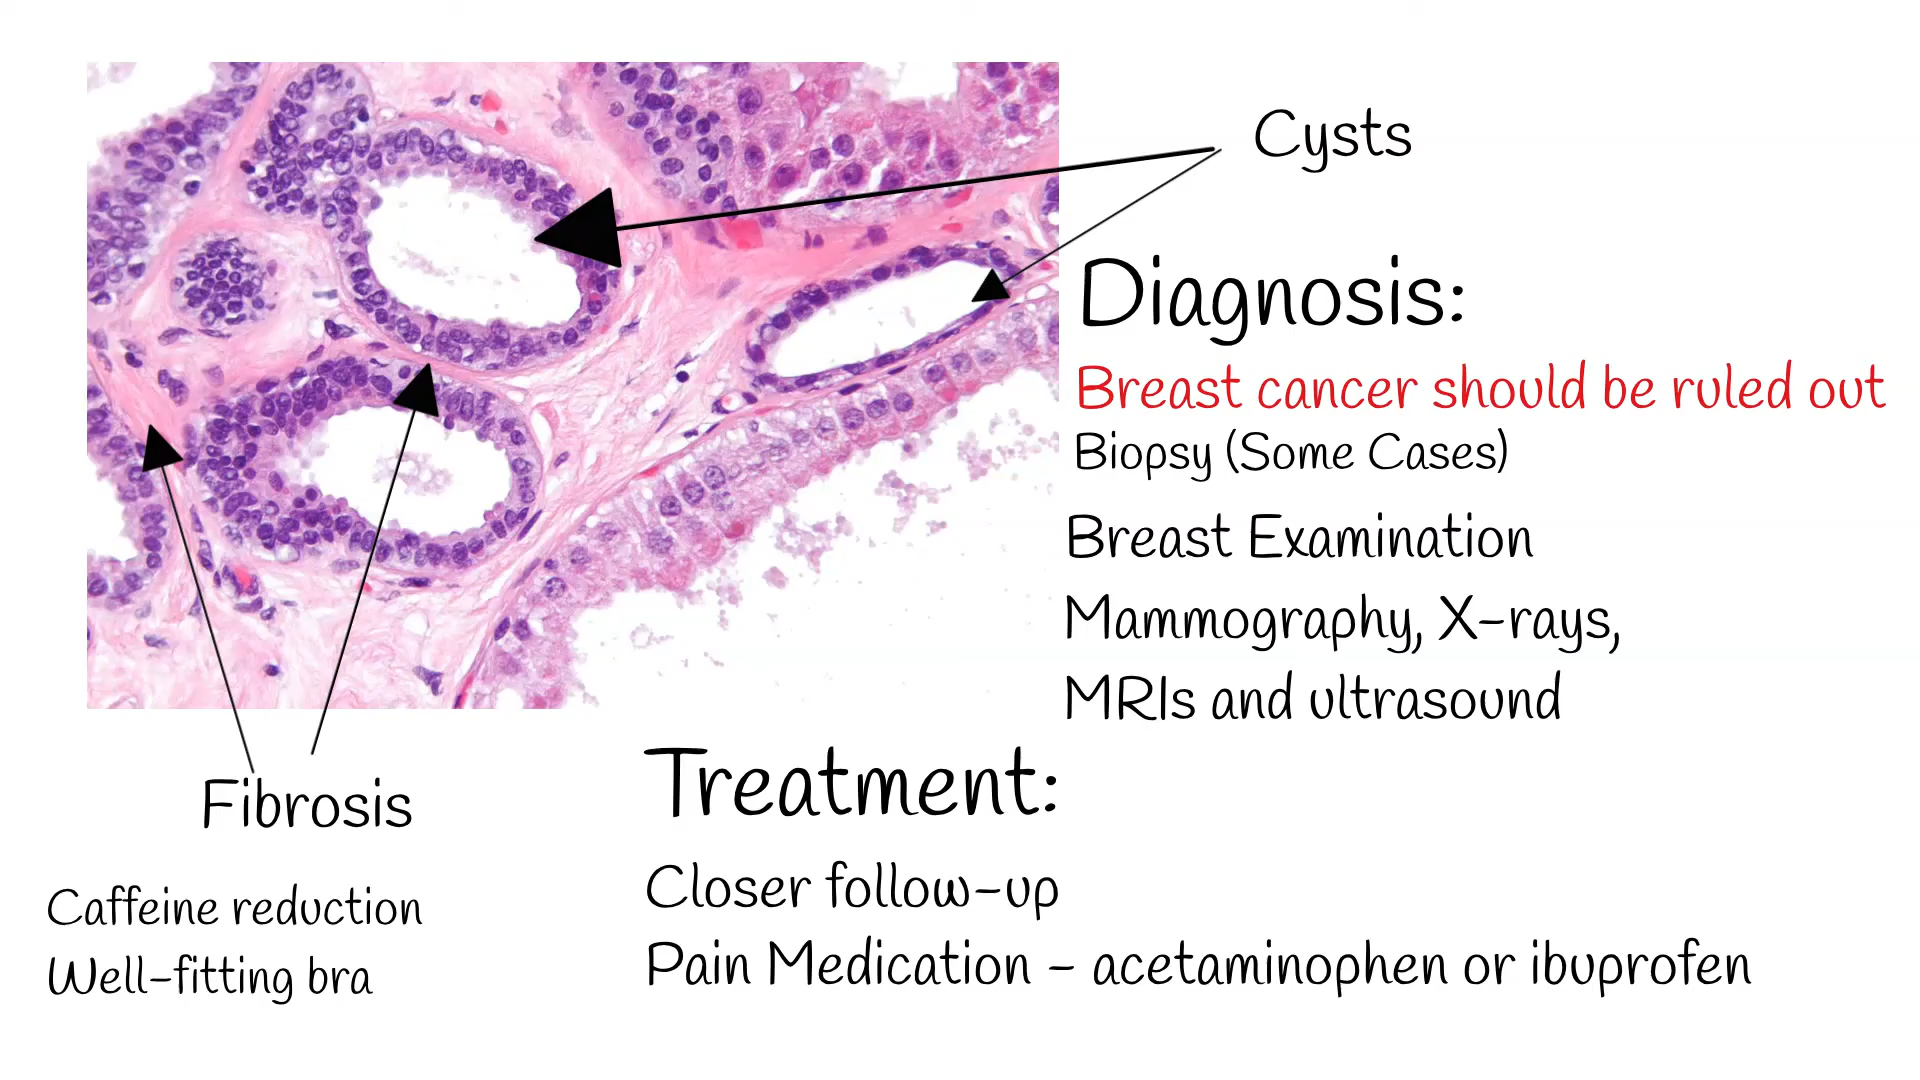 Cysts
Diagnosis:
Breast cancer should be ruled out
Biopsy (Some Cases)
Breast Examination
Mammography, X-rays,
MRIs and ultrasound
Fibrosis
Caffeine reduction
Well-fitting bra
Treatment:
Closer follow-up
Pain Medication - acetaminophen or ibuprofen